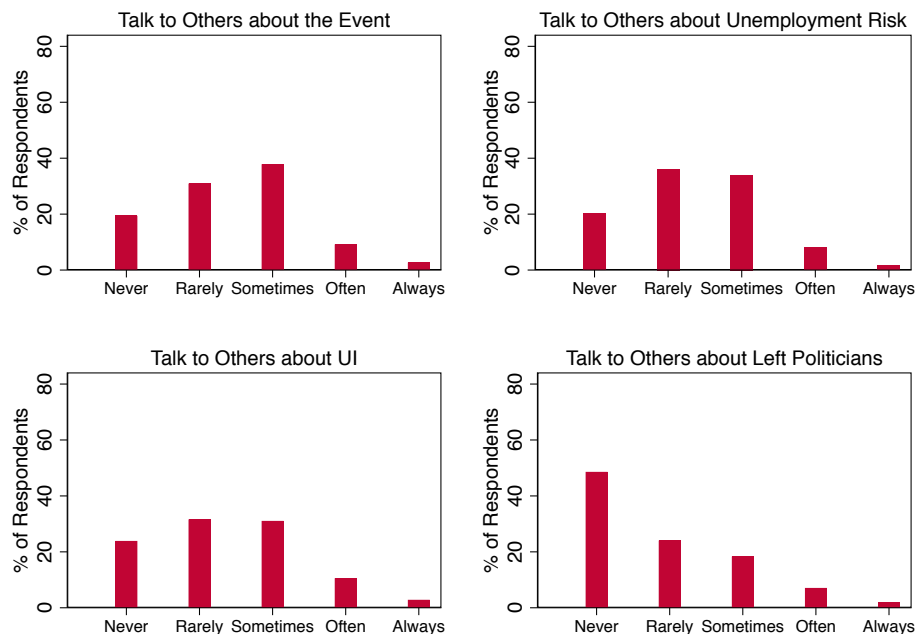 Talk to Others about the Event
% of Respondents
80
60
40
20
0
Never Rarely Sometimes Often Always
Talk to Others about Unemployment Risk
% of Respondents
80
60
40
20
0
Never Rarely Sometimes Often Always
Talk to Others about UI
% of Respondents
80
60
40
20
0
Never Rarely Sometimes Often Always
Talk to Others about Left Politicians
% of Respondents
80
60
40
20
0
Never Rarely Sometimes Often Always